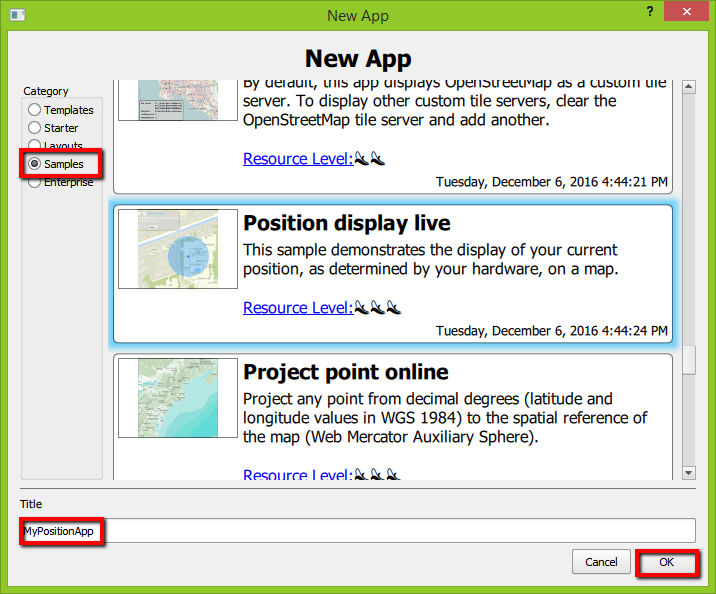 New App
?
New App
Category
Templates
Starter
Layouts
Samples
Enterprise
By default, this app displays OpenStreetMap as a custom tile
server. To display other custom tile servers, clear the
OpenStreetMap tile server and add another.
Resource Level:
Tuesday, December 6, 2016 4:44:21 PM
Position display live
This sample demonstrates the display of your current
position, as determined by your hardware, on a map.
Resource Level:
Tuesday, December 6, 2016 4:44:24 PM
Project point online
Project any point from decimal degrees (latitude and
longitude values in WGS 1984) to the spatial reference of
the map (Web Mercator Auxiliary Sphere).
Resource Level:
Title
MyPositionApp
Cancel
OK